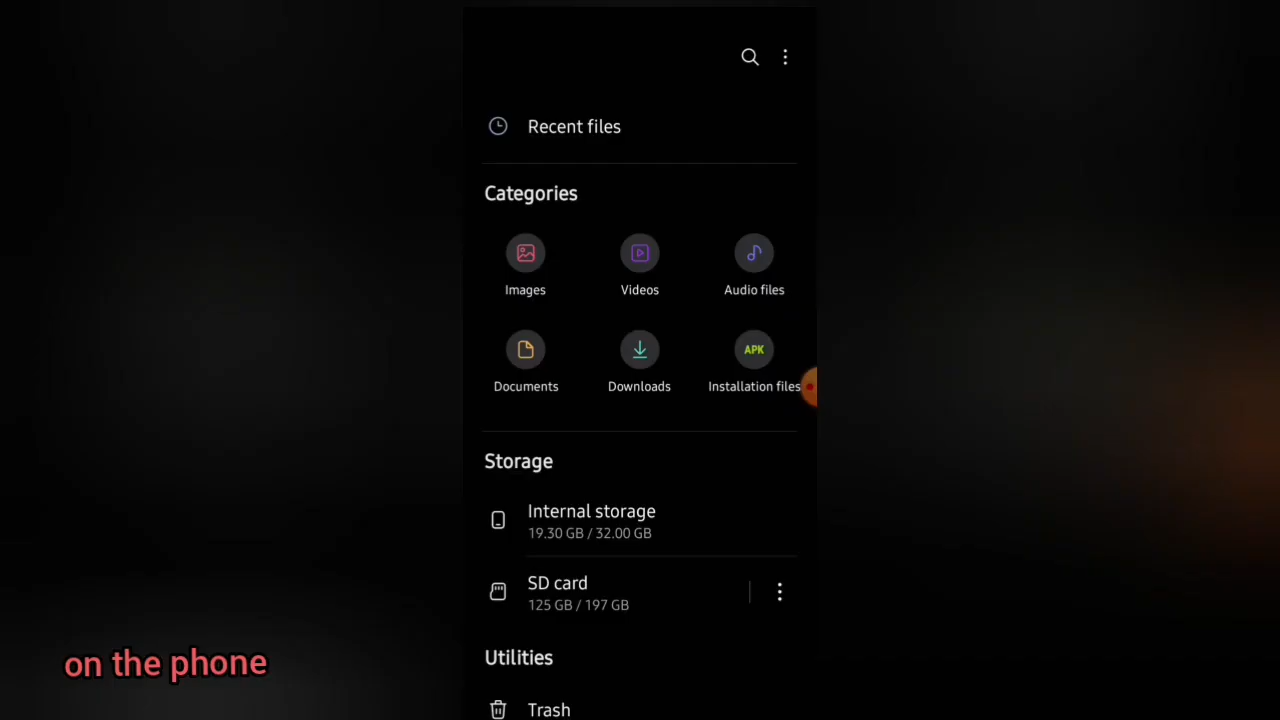 Recent files
Categories
Images
Videos
Audio files
Documents
Downloads
APK
Installation files
Storage
Internal storage
19.30 GB / 32.00 GB
SD card
125 GB / 197 GB
Utilities
Trash
on the phone